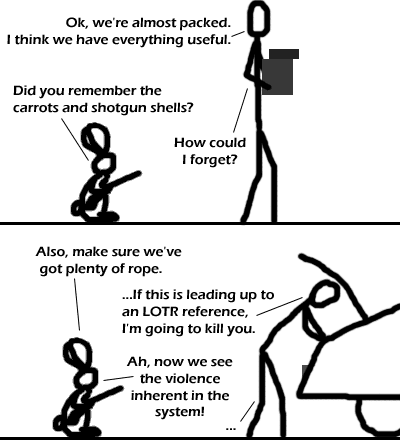 Ok, we're almost packed.
I think we have everything useful.
Did you remember the
carrots and shotgun shells?
How could
I forget?
Also, make sure we've
got plenty of rope.
...If this is leading up to
an LOTR reference,
I'm going to kill you.
Ah, now we see
the violence
inherent in the
system!
...